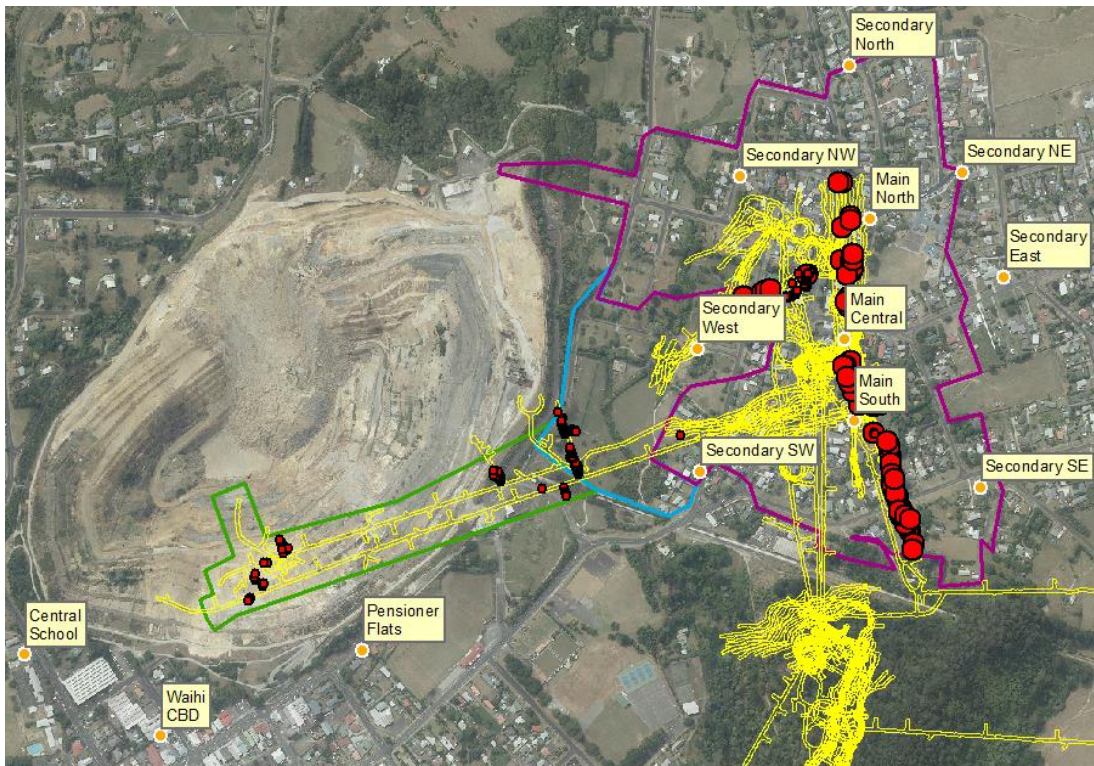 Secondary
North
Secondary NW
Secondary NE
Main
North
Secondary
East
Secondary
West
Main
Central
Main
South
Secondary SW
Secondary SE
Central
School
Pensioner
Flats
Waihi
CBD